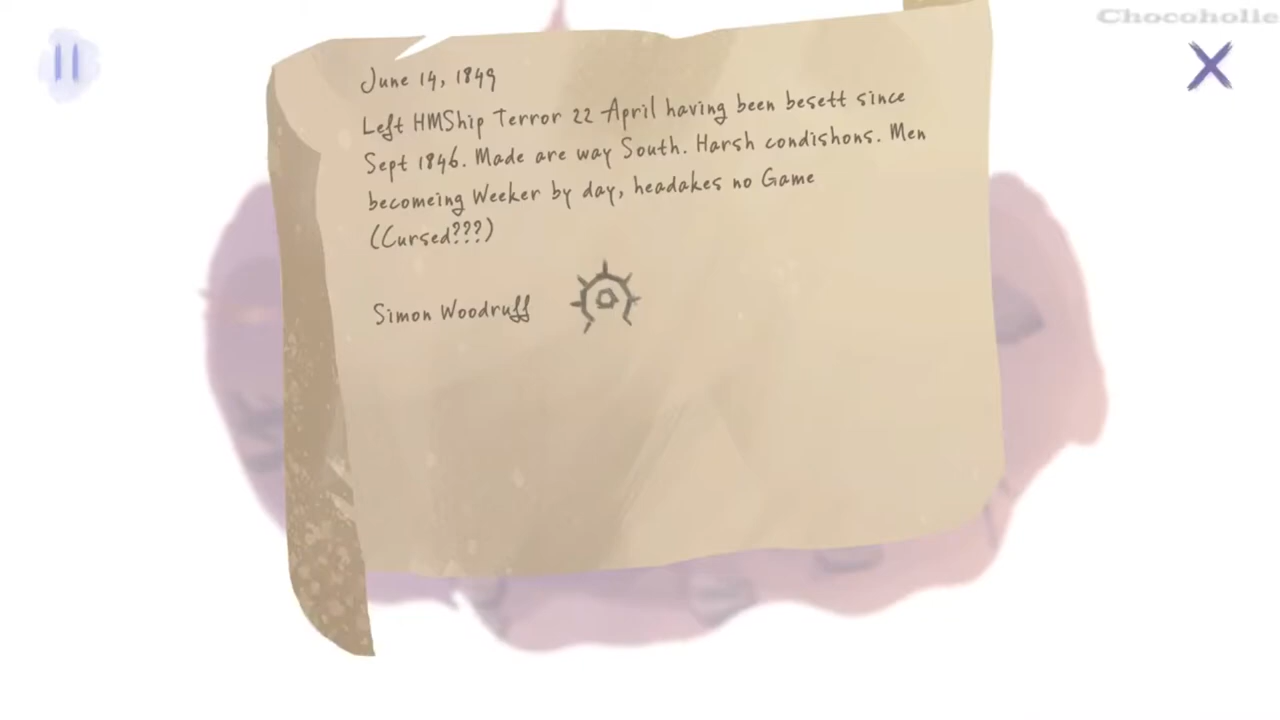 Chocoholic
June 14, 1849
Left HMShip Terror 22 April having been besett since
Sept 1846. Made are way South. Harsh condishons. Men
becomeing Weeker by day, headakes no Game
(Cursed???)
Simon Woodruff